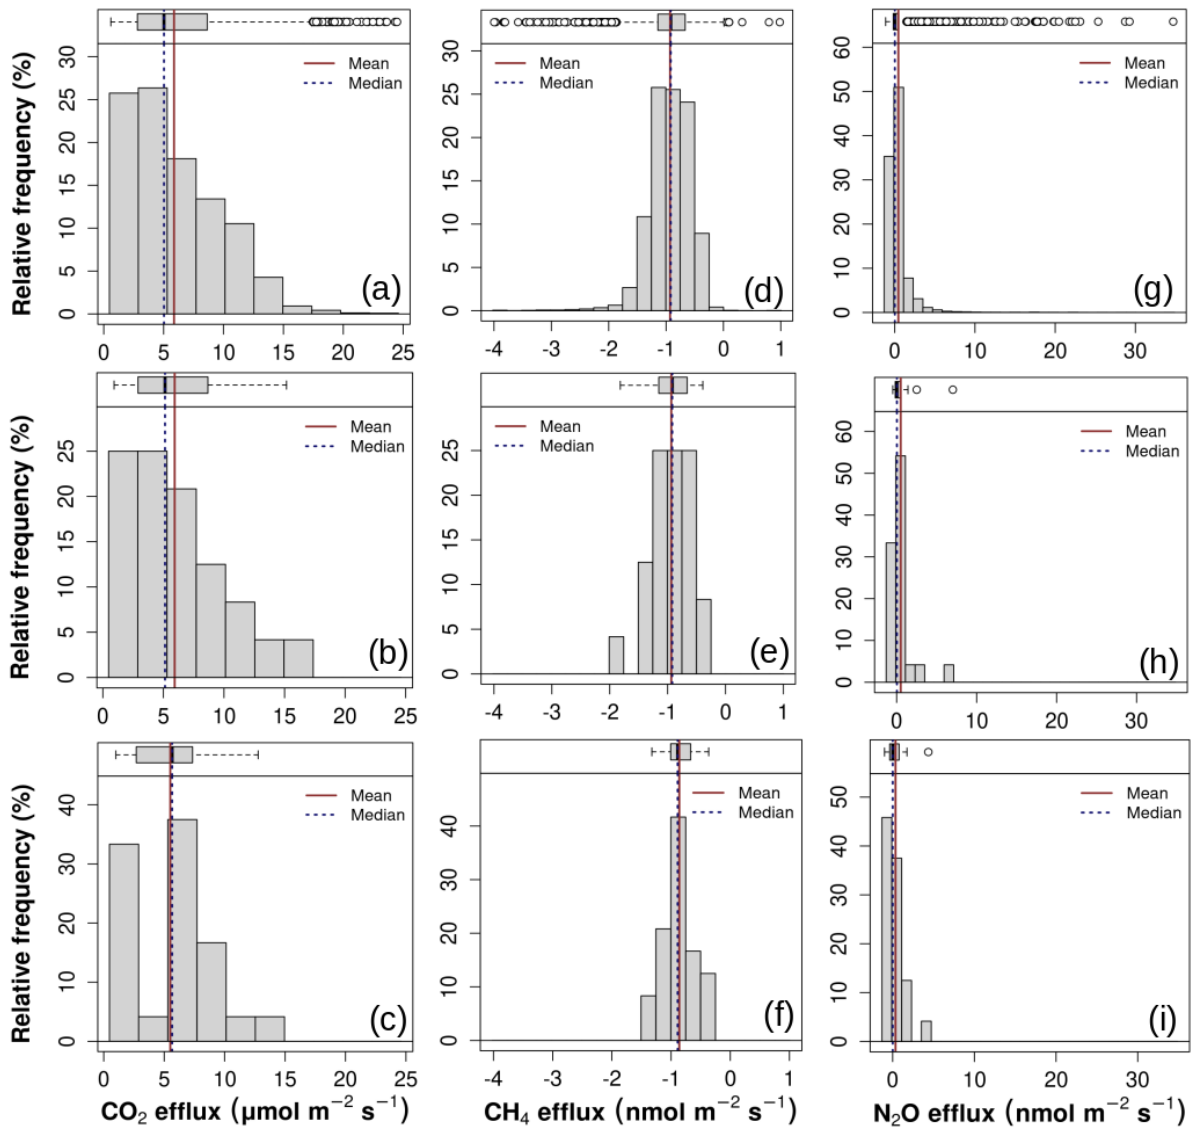 Relative frequency (%)
30
25
20
15
10
5
0
Mean
Median
(a)
0 5 10 15 20 25
30
25
20
15
10
5
0
Mean
Median
(d)
-4 -3 -2 -1 0 1
60
50
40
30
20
10
0
Mean
Median
(g)
0 10 20 30
Relative frequency (%)
25
20
15
10
5
0
Mean
Median
(b)
0 5 10 15 20 25
25
20
15
10
5
0
Mean
Median
(e)
-4 -3 -2 -1 0 1
60
50
40
30
20
10
0
Mean
Median
(h)
0 10 20 30
Relative frequency (%)
40
30
20
10
0
Mean
Median
(c)
0 5 10 15 20 25
CO₂ efflux (μmol m⁻² s⁻¹)
40
30
20
10
0
Mean
Median
(f)
-4 -3 -2 -1 0 1
CH₄ efflux (nmol m⁻² s⁻¹)
50
40
30
20
10
0
Mean
Median
(i)
0 10 20 30
N₂O efflux (nmol m⁻² s⁻¹)